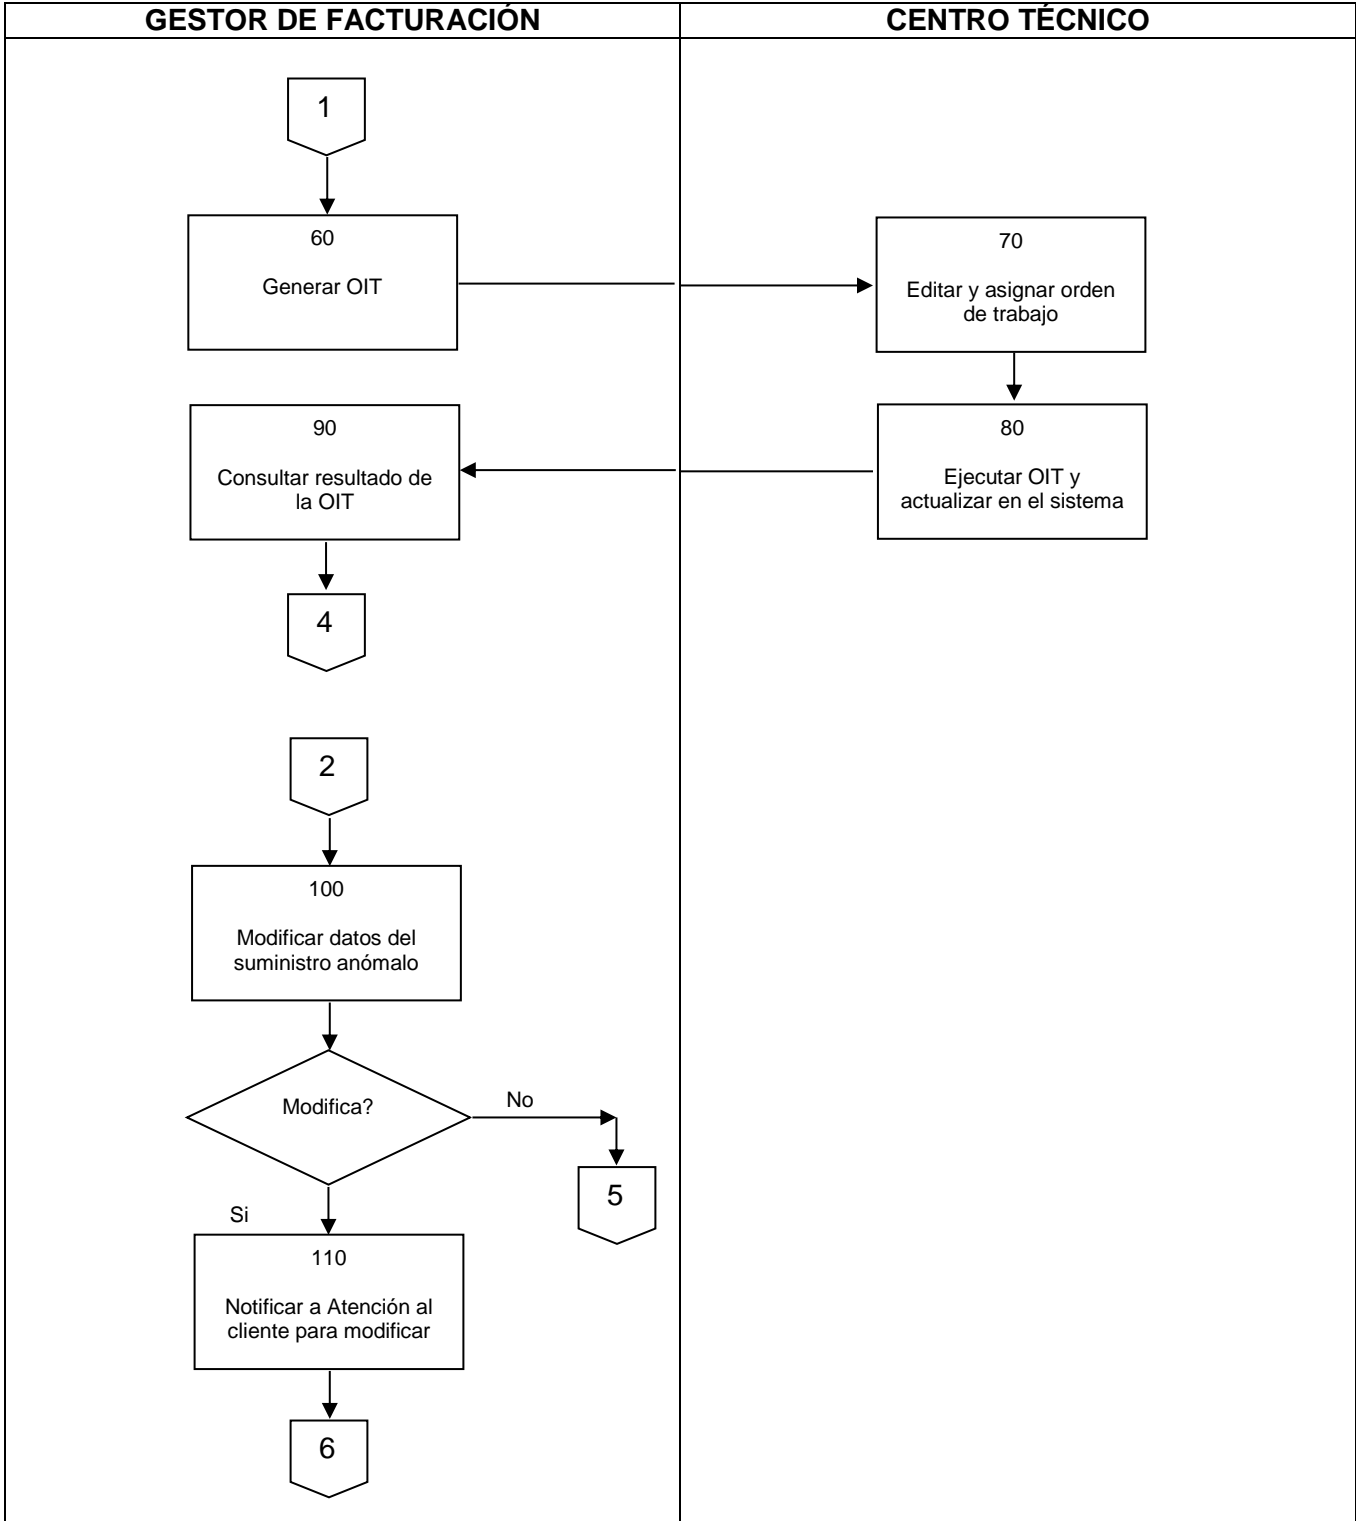 GESTOR DE FACTURACIÓN
CENTRO TÉCNICO
1
60
Generar OIT
70
Editar y asignar orden
de trabajo
90
Consultar resultado de
la OIT
80
Ejecutar OIT y
actualizar en el sistema
4
2
100
Modificar datos del
suministro anómalo
Modifica?
No
5
Si
110
Notificar a Atención al
cliente para modificar
6